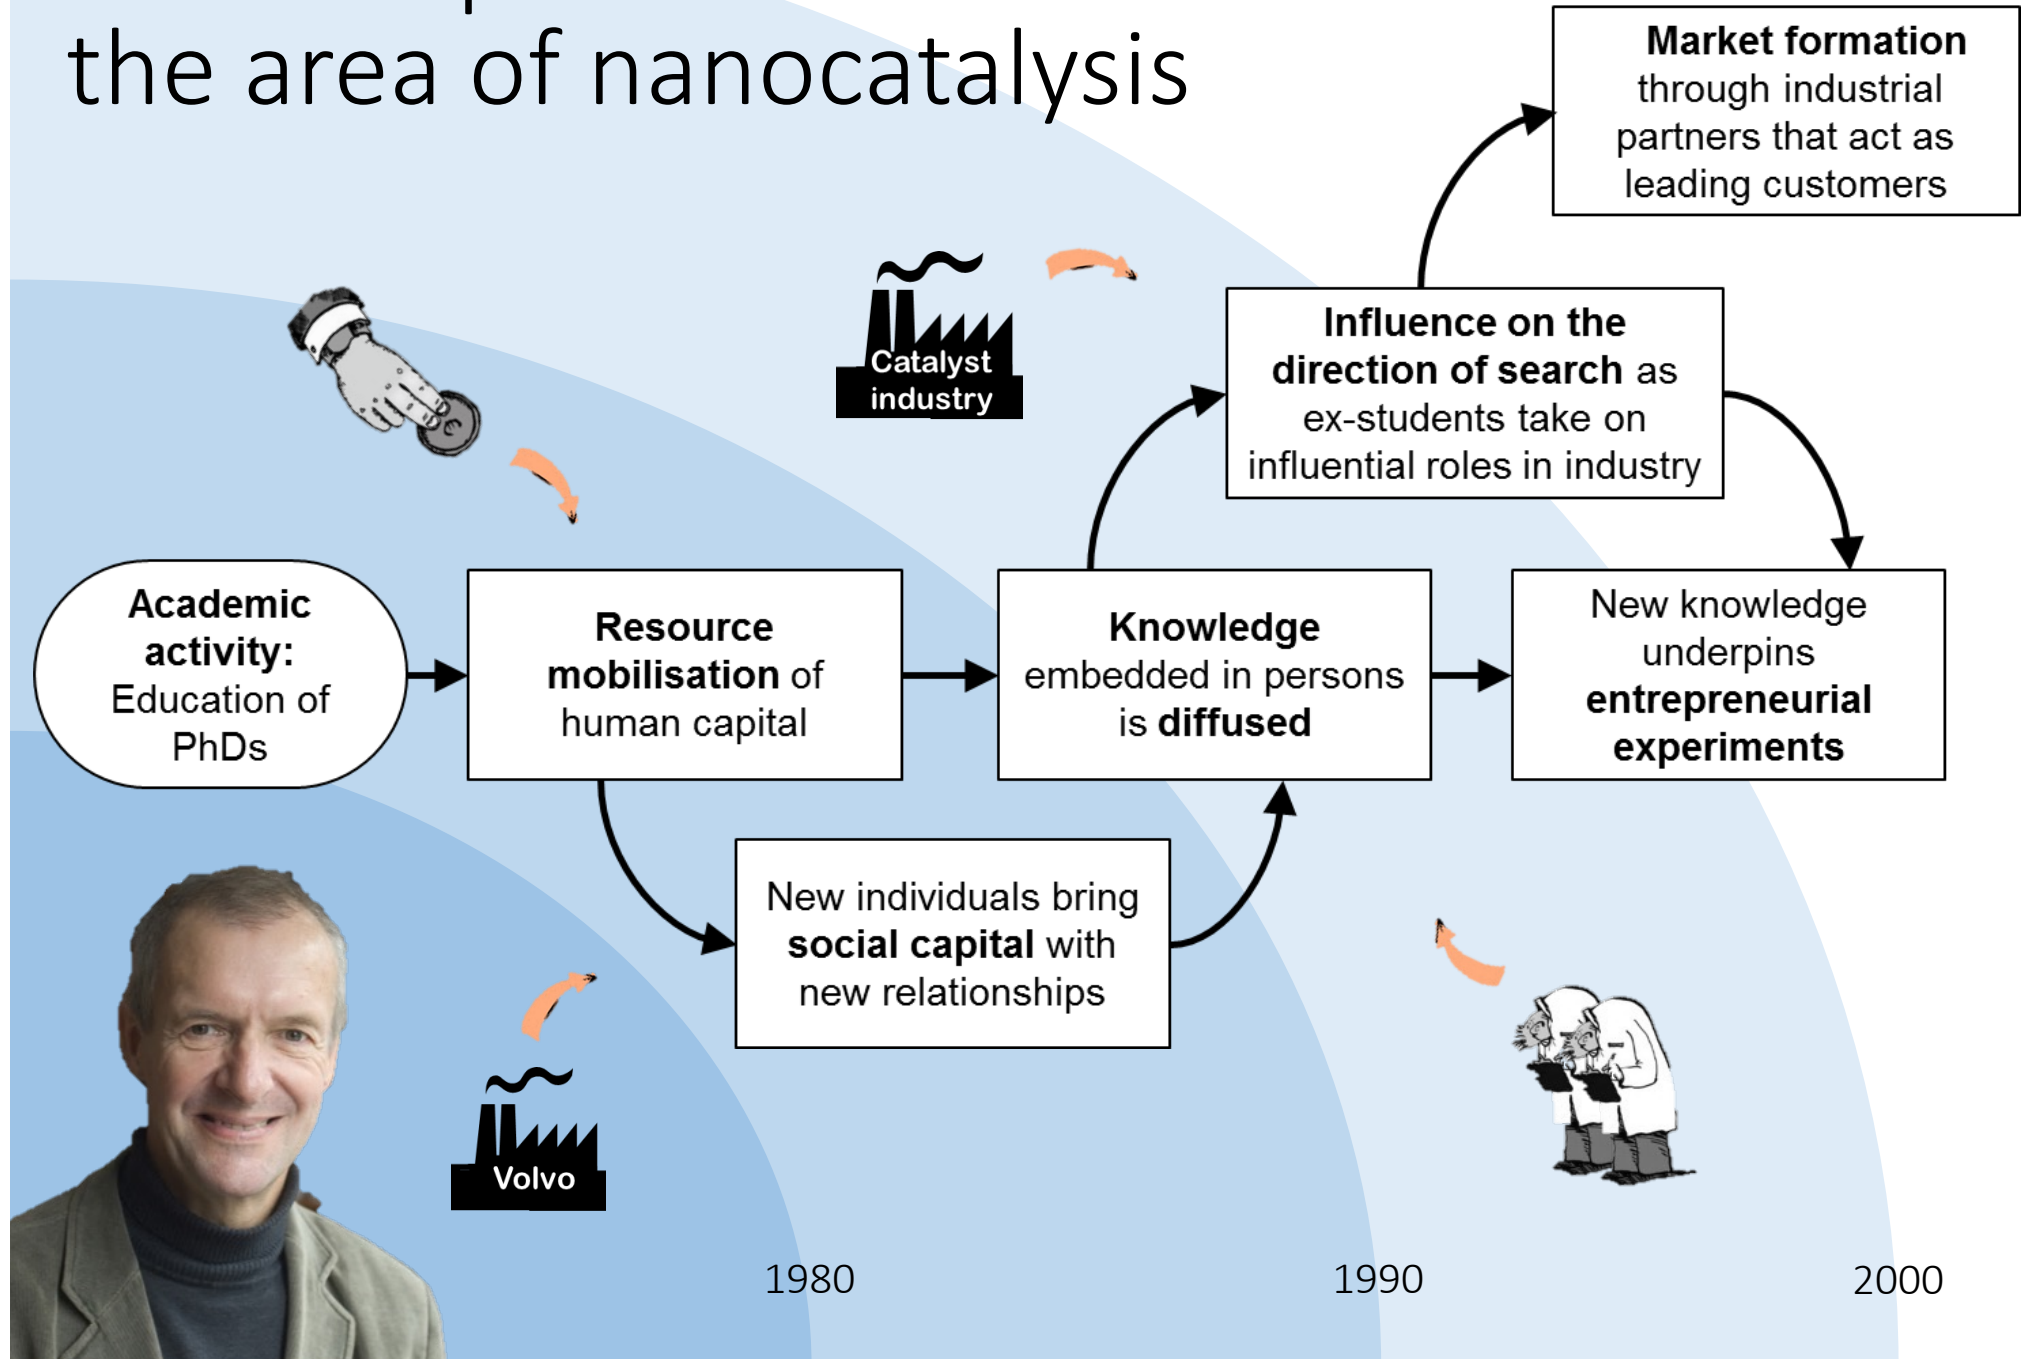 the area of nanocatalysis
Market formation
through industrial
partners that act as
leading customers
Catalyst
industry
Influence on the
direction of search as
ex-students take on
influential roles in industry
€
Academic
activity:
Education of
PhDs
Resource
mobilisation of
human capital
Knowledge
embedded in persons
is diffused
New knowledge
underpins
entrepreneurial
experiments
New individuals bring
social capital with
new relationships
Volvo
1980
1990
2000